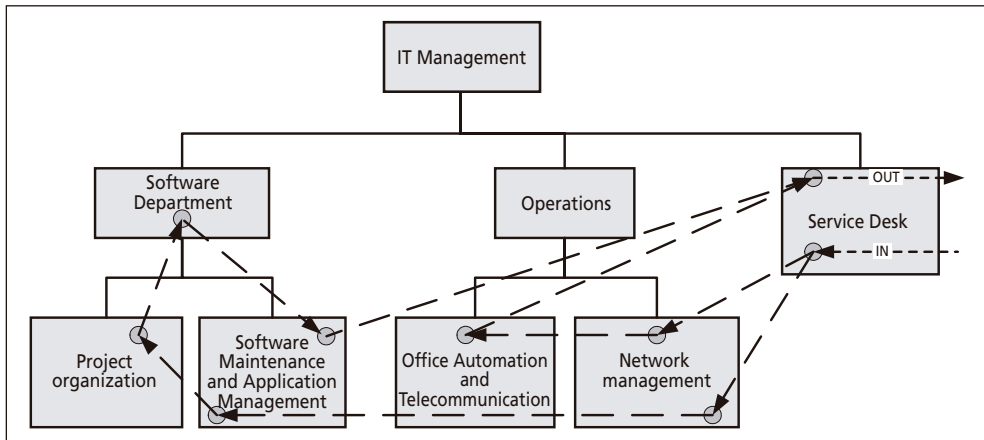 IT Management
Software
Department
Operations
OUT
Service Desk
IN
Project
organization
Software
Maintenance
and Application
Management
Office Automation
and
Telecommunication
Network
management